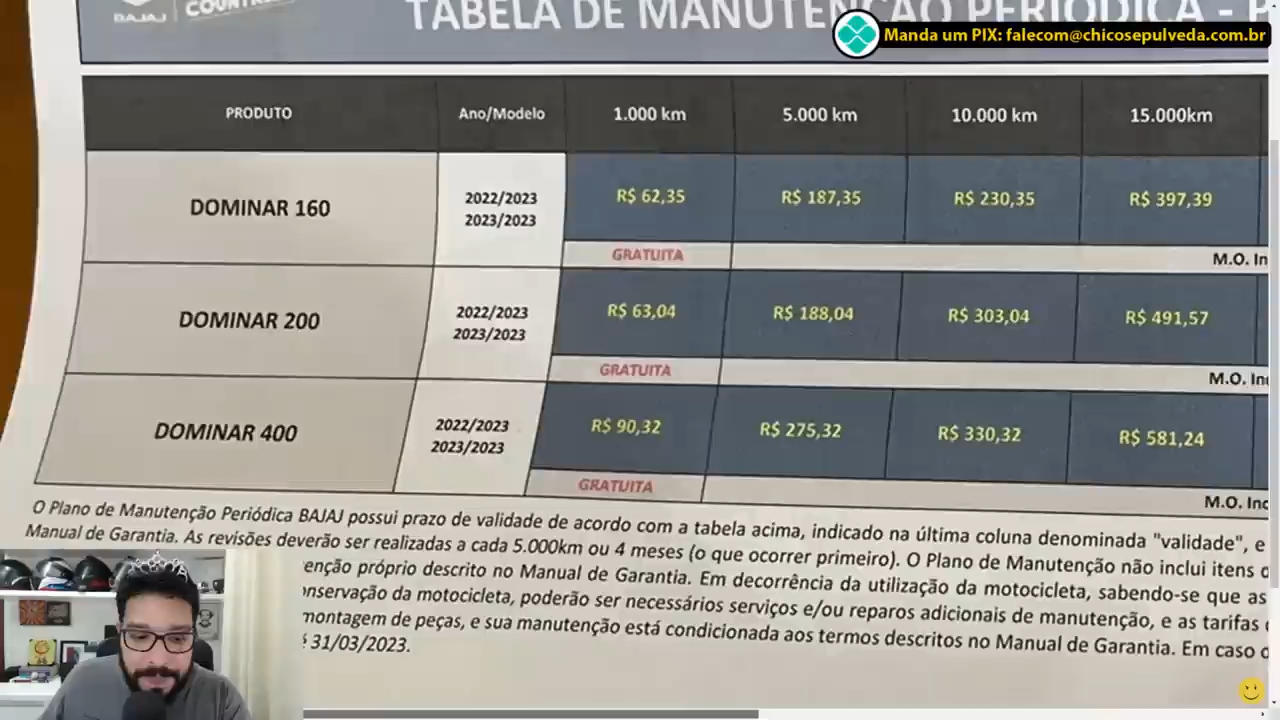 BAJAJ
TABELA DE MANUTENÇÃO PERIÓDICA -
Manda um PIX: falecom@chicosepulveda.com.br
PRODUTO Ano/Modelo 1.000 km 5.000 km 10.000 km 15.000km
DOMINAR 160 2022/2023 2023/2023 R$ 62,35 R$ 187,35 R$ 230,35 R$ 397,39
GRATUITA M.O. In
DOMINAR 200 2022/2023 2023/2023 R$ 63,04 R$ 188,04 R$ 303,04 R$ 491,57
GRATUITA M.O. In
DOMINAR 400 2022/2023 2023/2023 R$ 90,32 R$ 275,32 R$ 330,32 R$ 581,24
GRATUITA M.O. Inc
O Plano de Manutenção Periódica BAJAJ possui prazo de validade de acordo com a tabela acima, indicado na última coluna denominada "validade", e
Manual de Garantia. As revisões deverão ser realizadas a cada 5.000km ou 4 meses (o que ocorrer primeiro). O Plano de Manutenção não inclui itens
enção próprio descrito no Manual de Garantia. Em decorrência da utilização da motocicleta, sabendo-se que as
nservação da motocicleta, poderão ser necessários serviços e/ou reparos adicionais de manutenção, e as tarifas
montagem de peças, e sua manutenção está condicionada aos termos descritos no Manual de Garantia. Em caso
31/03/2023.